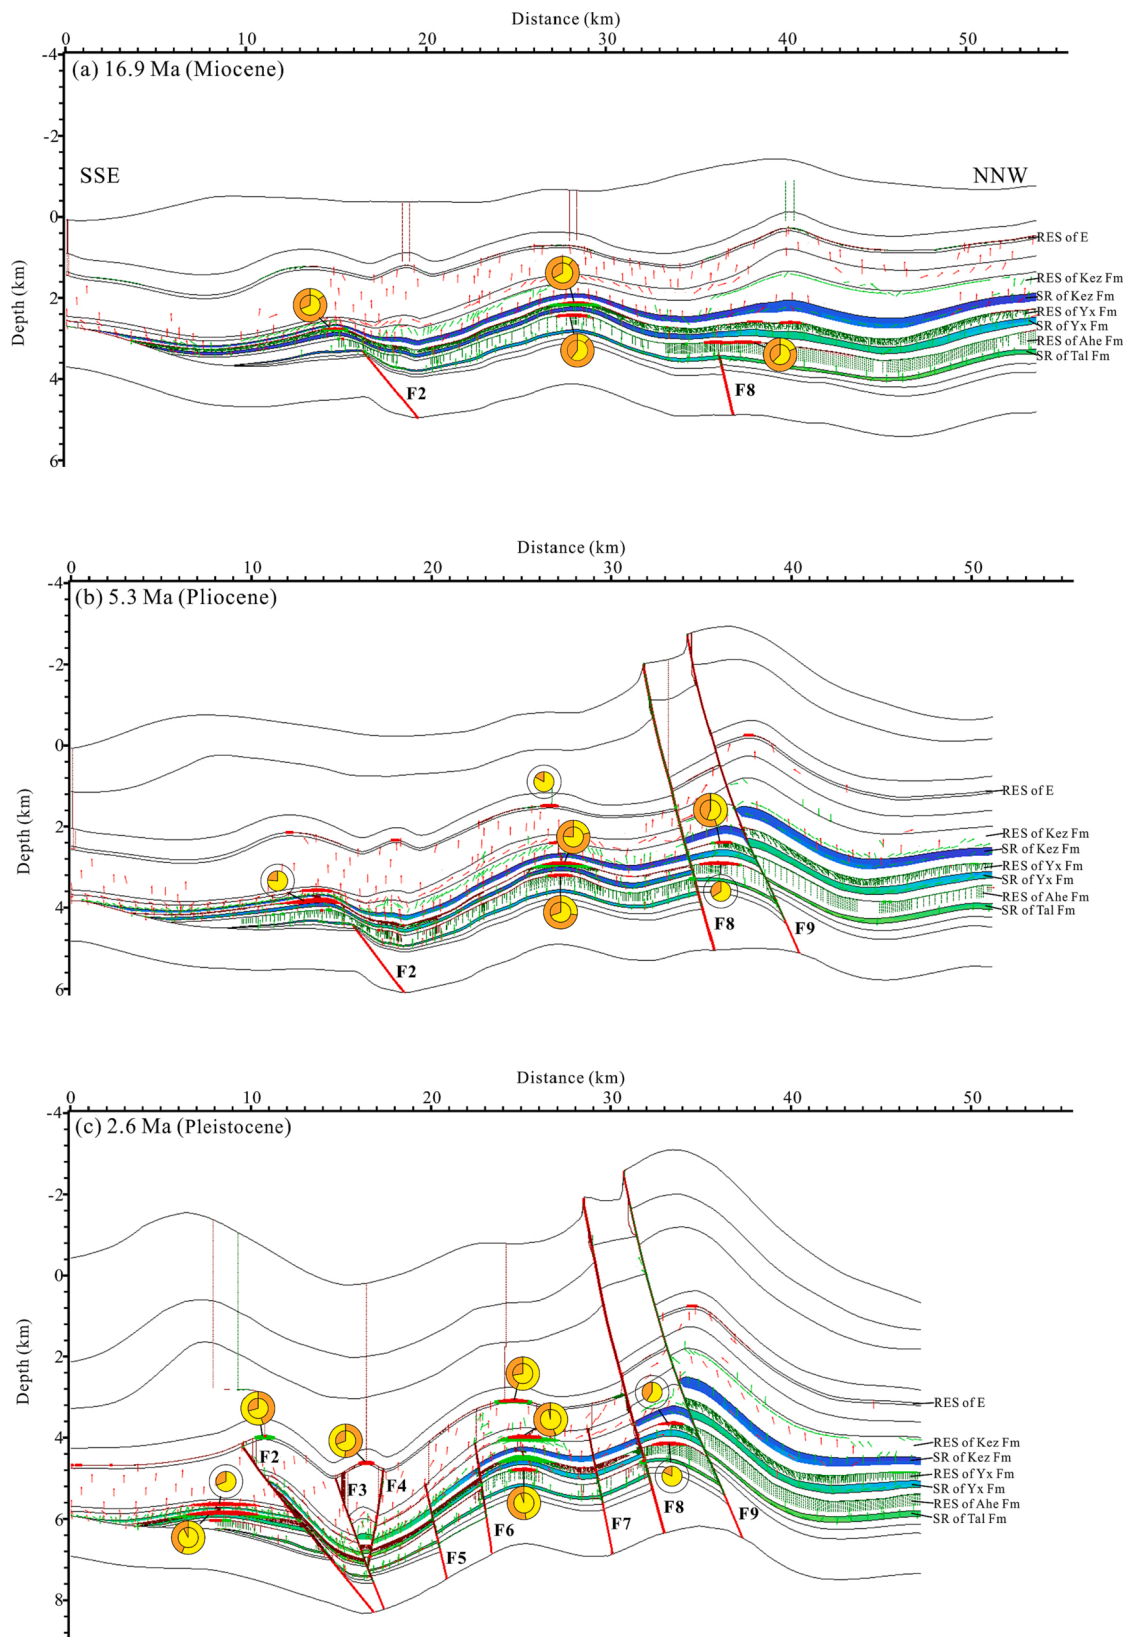 Distance (km)
0 10 20 30 40 50
-4
(a) 16.9 Ma (Miocene)
-2
SSE
NNW
0
RES of E
RES of Kez Fm
2
SR of Kez Fm
RES of Yx Fm
SR of Yx Fm
RES of Ahe Fm
SR of Tal Fm
4
F2
F8
6
Depth (km)
Distance (km)
0 10 20 30 40 50
-4
(b) 5.3 Ma (Pliocene)
-2
0
RES of E
2
RES of Kez Fm
SR of Kez Fm
RES of Yx Fm
SR of Yx Fm
RES of Ahe Fm
4
SR of Tal Fm
F8
F9
F2
6
Depth (km)
Distance (km)
0 10 20 30 40 50
-4
(c) 2.6 Ma (Pleistocene)
-2
0
2
RES of E
4
RES of Kez Fm
SR of Kez Fm
F2
F3
F4
RES of Yx Fm
SR of Yx Fm
RES of Ahe Fm
SR of Tal Fm
6
F5
F6
F7
F8
F9
8
Depth (km)